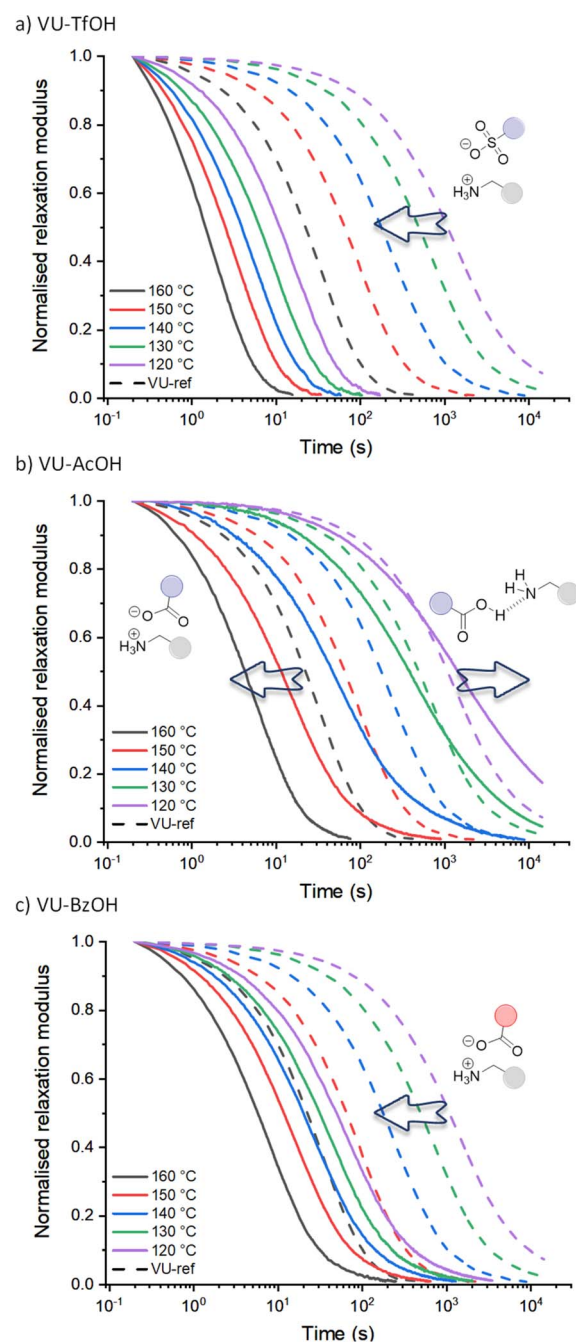 a) VU-TfOH
Normalised relaxation modulus
1.0
0.8
0.6
0.4
0.2
0.0
160 °C
150 °C
140 °C
130 °C
120 °C
VU-ref
O
S
O
⊖O
H₃N⊕
10⁻¹ 10⁰ 10¹ 10² 10³ 10⁴
Time (s)
b) VU-AcOH
Normalised relaxation modulus
1.0
0.8
0.6
0.4
0.2
0.0
⊖O O
H₃N⊕
H
H N
O H
O
160 °C
150 °C
140 °C
130 °C
120 °C
VU-ref
10⁻¹ 10⁰ 10¹ 10² 10³ 10⁴
Time (s)
c) VU-BzOH
Normalised relaxation modulus
1.0
0.8
0.6
0.4
0.2
0.0
⊖O O
H₃N⊕
160 °C
150 °C
140 °C
130 °C
120 °C
VU-ref
10⁻¹ 10⁰ 10¹ 10² 10³ 10⁴
Time (s)